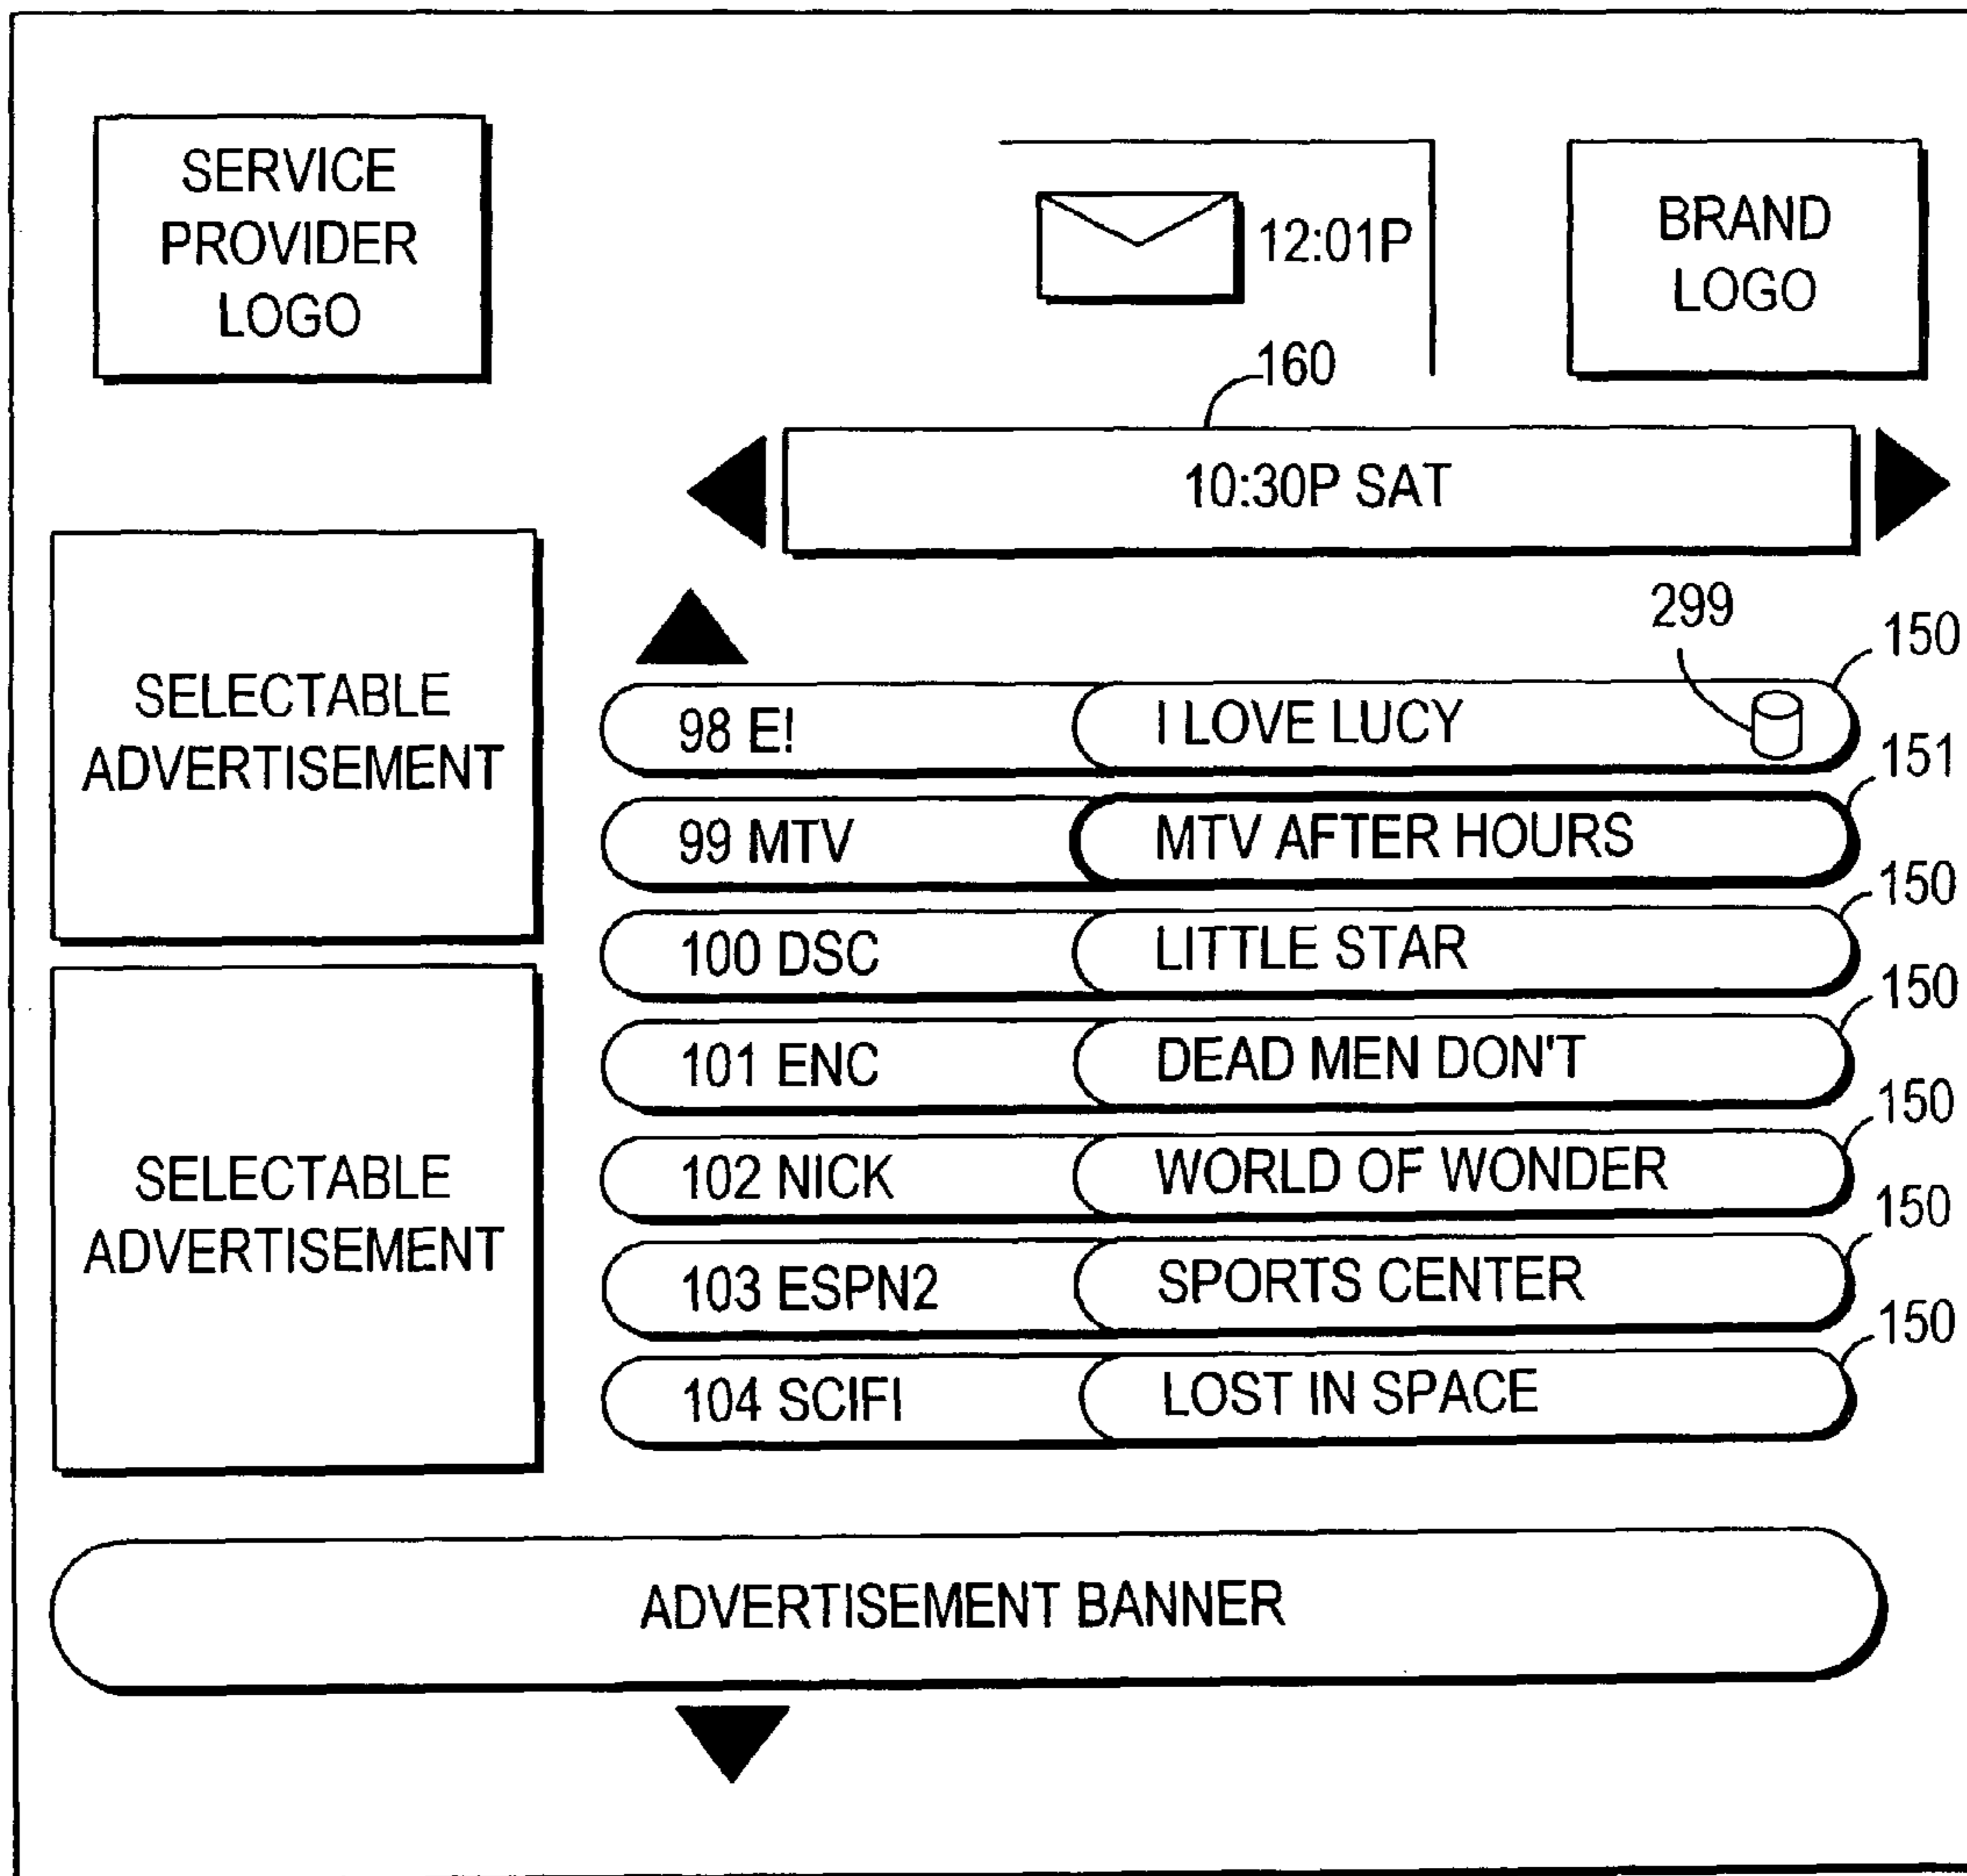 SERVICE
PROVIDER
LOGO
12:01P
BRAND
LOGO
160
10:30P SAT
SELECTABLE
ADVERTISEMENT
299
150
98 E! I LOVE LUCY
151
99 MTV MTV AFTER HOURS
150
100 DSC LITTLE STAR
150
101 ENC DEAD MEN DON'T
150
102 NICK WORLD OF WONDER
150
103 ESPN2 SPORTS CENTER
150
104 SCIFI LOST IN SPACE
SELECTABLE
ADVERTISEMENT
ADVERTISEMENT BANNER